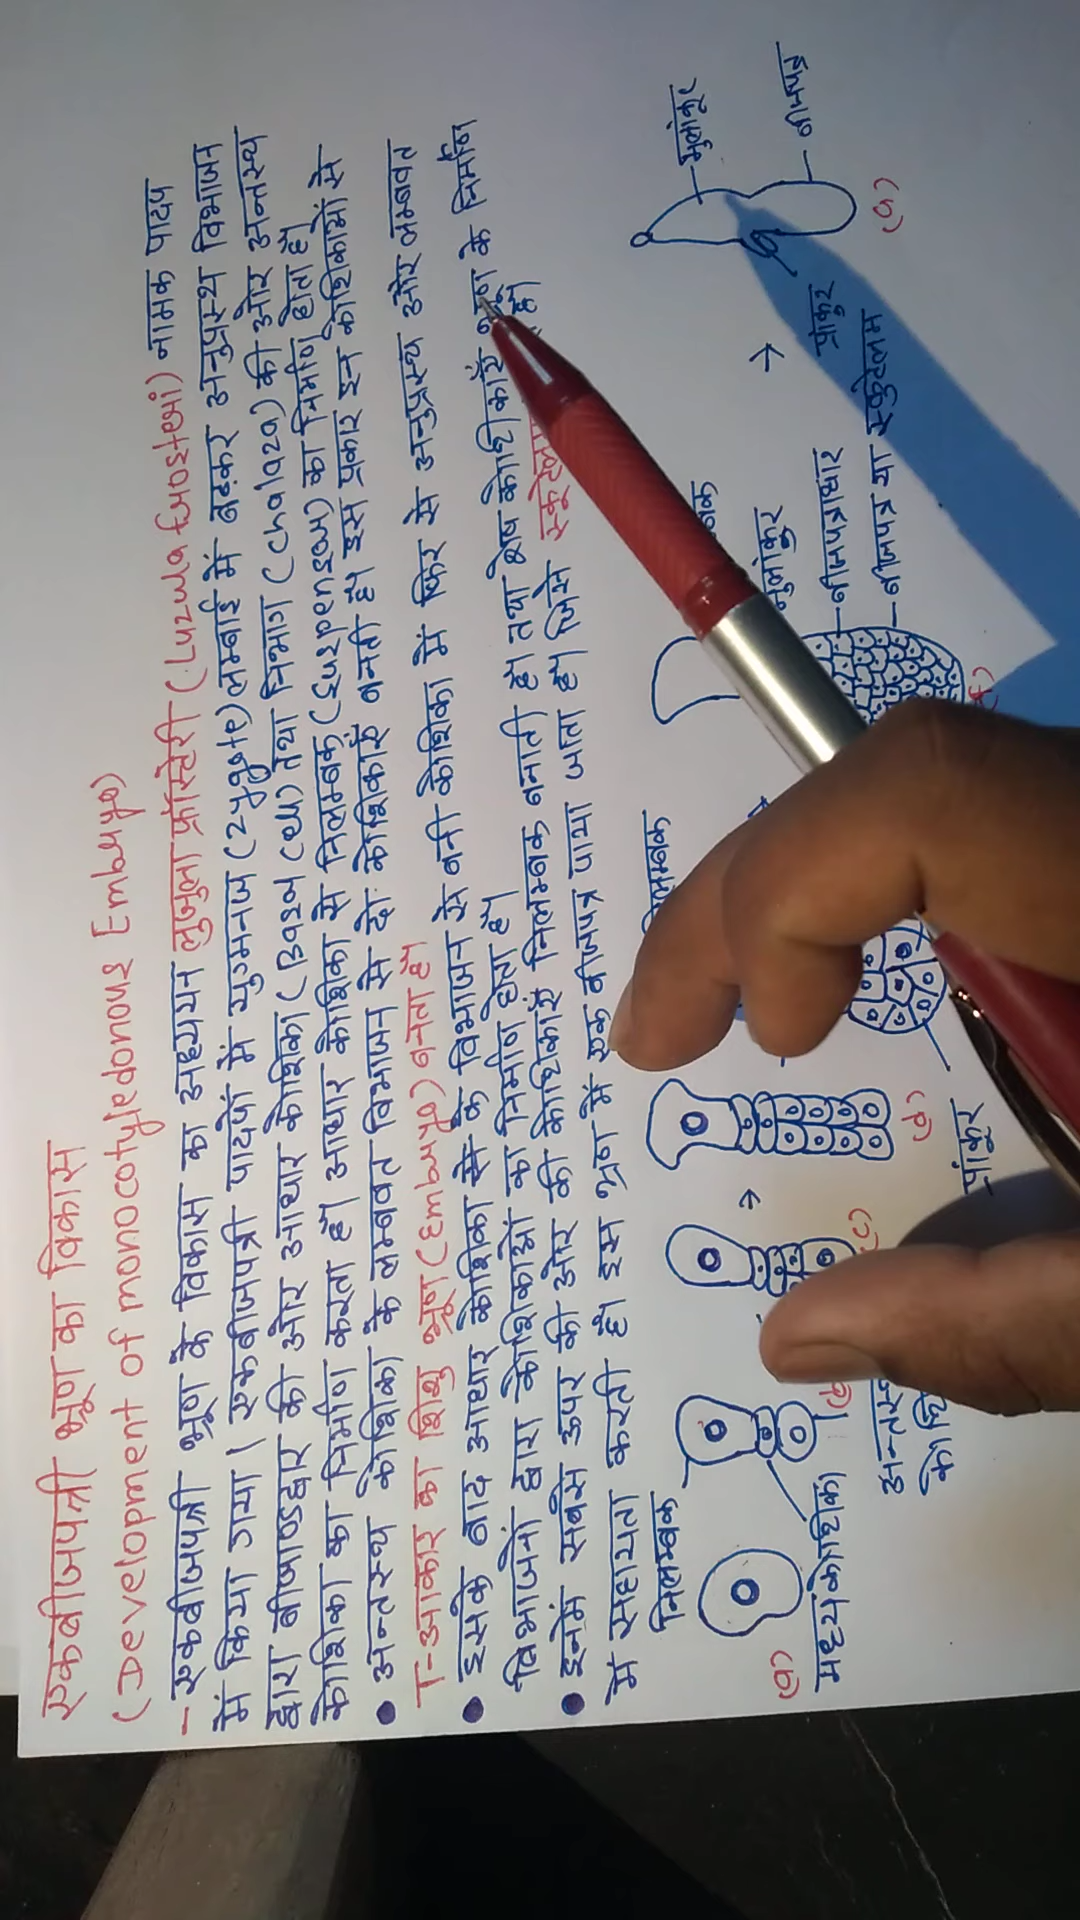 एकबीजपत्री भ्रूण का विकास
(Development of monocotyledonous Embryo)
- एकबीजपत्री भ्रूण के विकास का अध्ययन लुजुला फ्रॉस्टेरी (Luzula frosterai) नामक पादप
में किया गया। एकबीजपत्री पादपों में युग्मनज (Zygote) लम्बाई में बढ़कर अनुप्रस्थ विभाजन
द्वारा बीजाण्डद्वार की ओर आधार कोशिका (Basal cell) तथा निभाग (Chalaza) की ओर अन्तस्थ
कोशिका का निर्माण करता है। आधार कोशिका से निलम्बक (Suspensor) का निर्माण होता है।
● अन्तस्थ कोशिका के लम्बवत विभाजन से दो कोशिकाएँ बनती है। इस प्रकार इन कोशिकाओं से
T-आकार का शिशु भ्रूण (Embryo) बनता है।
● इसके बाद आधार कोशिका से के विभाजन से बनी कोशिका में फिर से अनुप्रस्थ और लम्बवत
विभाजनों द्वारा कोशिकाओं का निर्माण होता है।
● इनमें सबसे ऊपर की ओर की कोशिकाएँ निलम्बक बनाती है। तथा शेष कोशिकाएँ भ्रूण के निर्माण
में सहायता करती है। इस भ्रूण में एक बीजपत्र पाया जाता है। जिसे है।
निलम्बक
मूलांकुर
बीजपत्र
मूलांकुर
बीजपत्राधार
प्रांकुर
बीजपत्र या स्कुटेलम
(a)
मध्यकोशिका
(c)
(d)
प्रांकुर
(g)